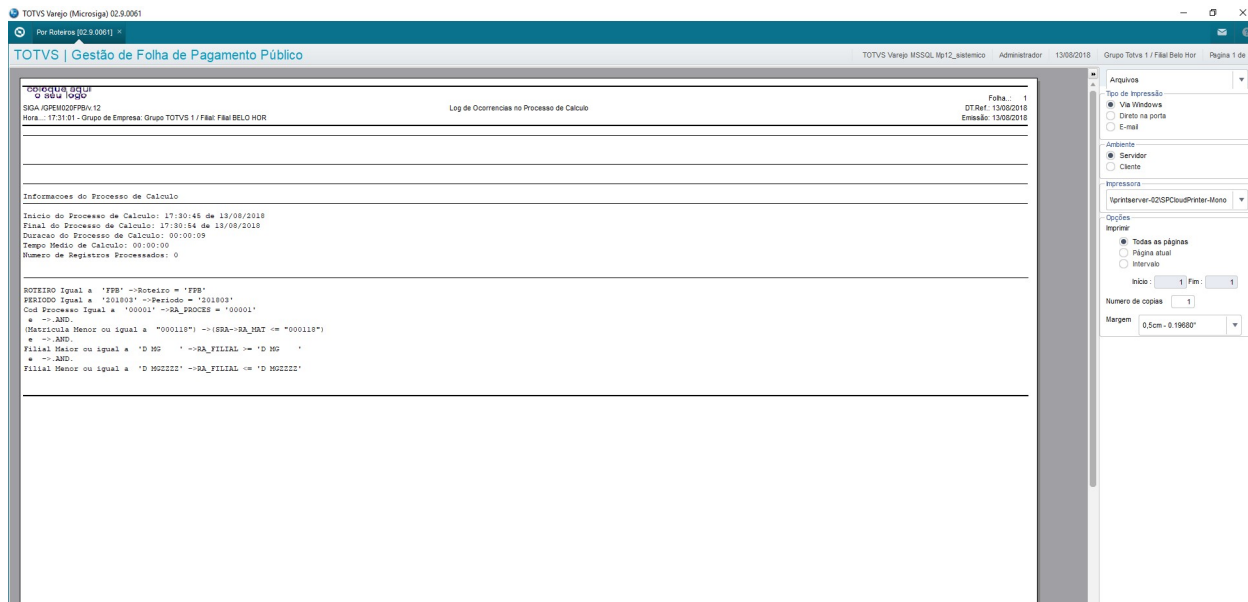 TOTVS Varejo (Microsiga) 02.9.0061
Por Roteiros [02.9.0061] ×
TOTVS | Gestão de Folha de Pagamento Público
TOTVS Varejo MSSQL Mp12_sistemico Administrador 13/08/2018 Grupo Totvs 1 / Filial Belo Hor Pagina 1 de
coloque aqui
o seu logo
Folha..: 1
SIGA /GPEM020FPB/v.12 Log de Ocorrencias no Processo de Calculo DT.Ref.: 13/08/2018
Hora...: 17:31:01 - Grupo de Empresa: Grupo TOTVS 1 / Filial: Filial BELO HOR Emissão: 13/08/2018
Informacoes do Processo de Calculo
Inicio do Processo de Calculo: 17:30:45 de 13/08/2018
Final do Processo de Calculo: 17:30:54 de 13/08/2018
Duracao do Processo de Calculo: 00:00:09
Tempo Medio de Calculo: 00:00:00
Numero de Registros Processados: 0
ROTEIRO Igual a 'FPB' ->Roteiro = 'FPB'
PERIODO Igual a '201803' ->Periodo = '201803'
Cod Processo Igual a '00001' ->RA_PROCES = '00001'
e ->.AND.
(Matricula Menor ou igual a "000118") ->(SRA->RA_MAT <= "000118")
e ->.AND.
Filial Maior ou igual a 'D MG ' ->RA_FILIAL >= 'D MG '
e ->.AND.
Filial Menor ou igual a 'D MGZZZZ' ->RA_FILIAL <= 'D MGZZZZ'
Arquivos
Tipo de Impressão
Via Windows
Direto na porta
E-mail
Ambiente
Servidor
Cliente
Impressora
\\printserver-02\SPCloudPrinter-Mono
Opções
Imprimir
Todas as páginas
Página atual
Intervalo
Início : 1 Fim : 1
Numero de copias 1
Margem 0,5cm - 0.19680"